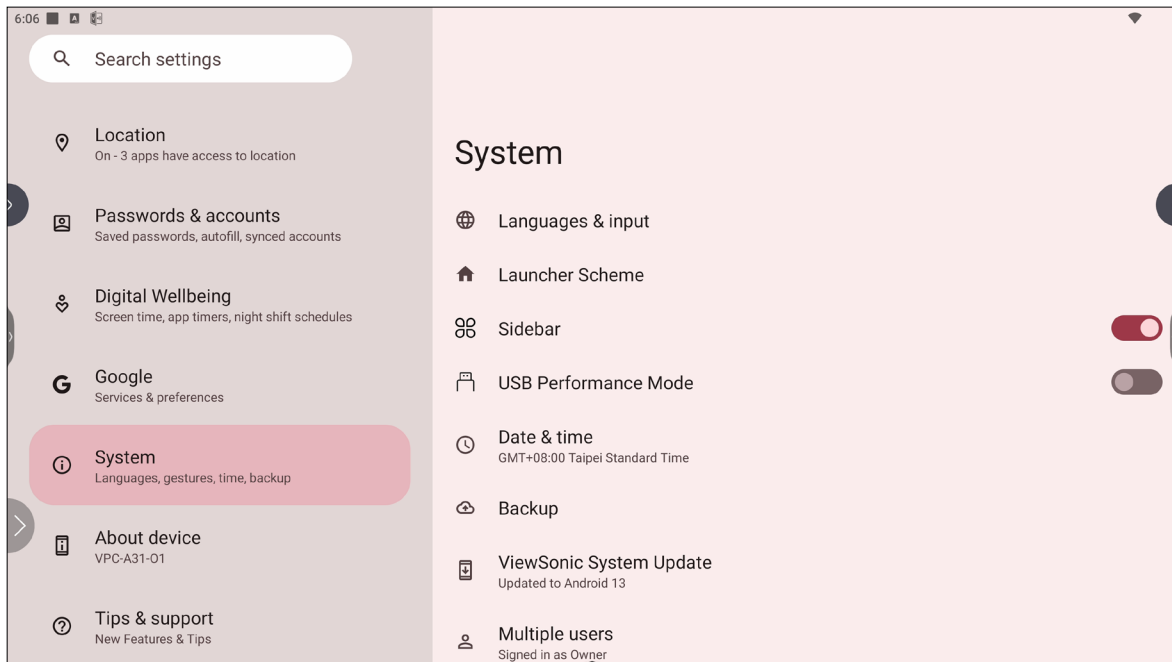 6:06
Search settings
Location
On - 3 apps have access to location
Passwords & accounts
Saved passwords, autofill, synced accounts
Digital Wellbeing
Screen time, app timers, night shift schedules
Google
Services & preferences
System
Languages, gestures, time, backup
About device
VPC-A31-O1
Tips & support
New Features & Tips
System
Languages & input
Launcher Scheme
Sidebar
USB Performance Mode
Date & time
GMT+08:00 Taipei Standard Time
Backup
ViewSonic System Update
Updated to Android 13
Multiple users
Signed in as Owner